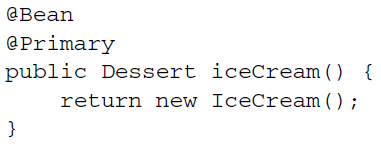 @Bean
@Primary
public Dessert iceCream() {
    return new IceCream();
}